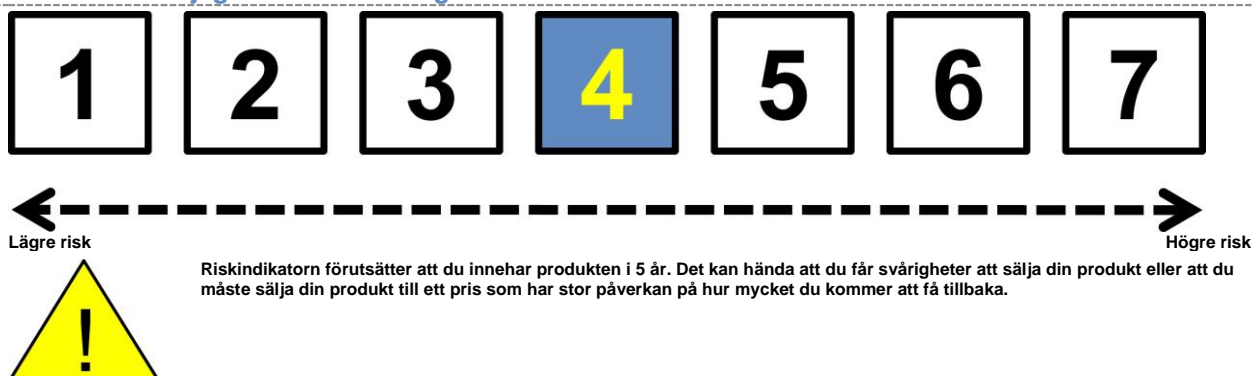 1 2 3 4 5 6 7
Lägre risk Högre risk
Riskindikatorn förutsätter att du innehar produkten i 5 år. Det kan hända att du får svårigheter att sälja din produkt eller att du
måste sälja din produkt till ett pris som har stor påverkan på hur mycket du kommer att få tillbaka.
!